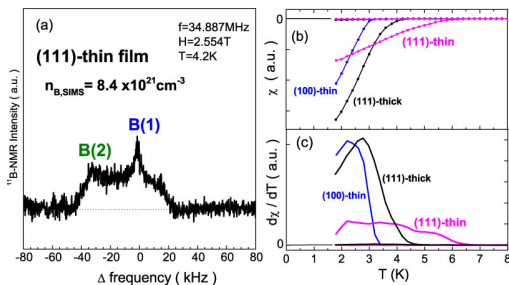 (a)
f=34.887MHz
H=2.554T
T=4.2K
(111)-thin film
n_B,SIMS = 8.4 x10^21 cm^-3
B(2)
B(1)
^11B-NMR Intensity ( a.u. )
-80 -60 -40 -20 0 20 40 60 80
Δ frequency ( kHz )
0
(b)
(111)-thin
(100)-thin
(111)-thick
χ ( a.u. )
(c)
(100)-thin
(111)-thick
(111)-thin
dχ / dT ( a.u. )
0
0 1 2 3 4 5 6 7 8
T (K)